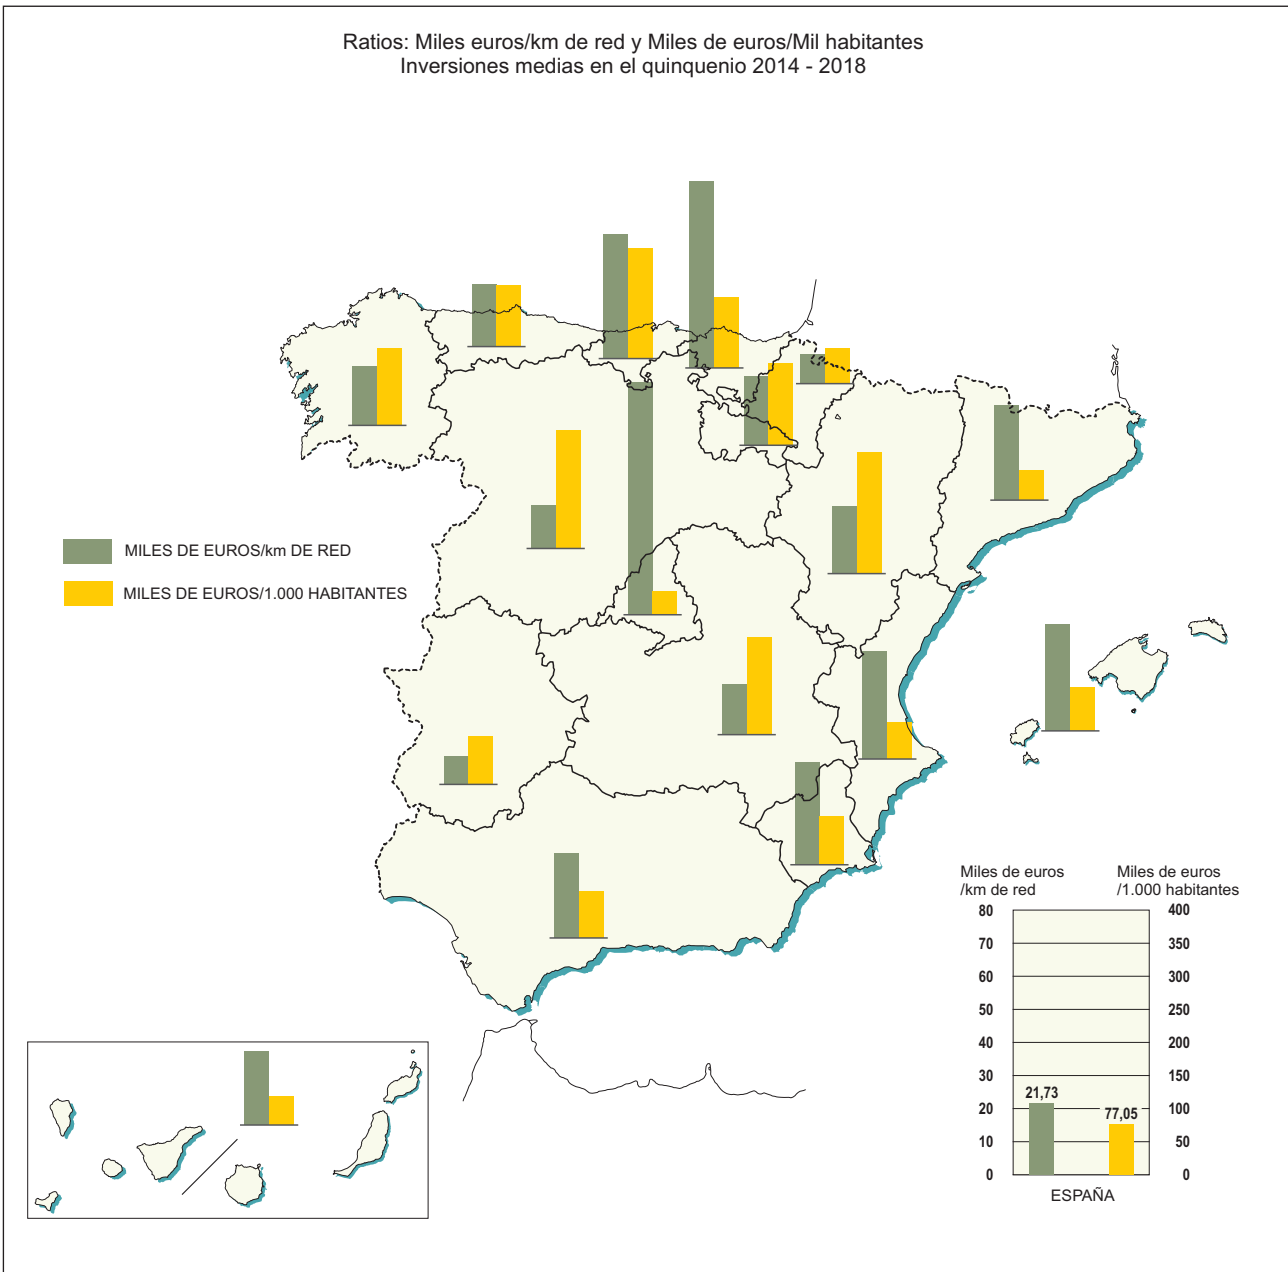 Ratios: Miles euros/km de red y Miles de euros/Mil habitantes
Inversiones medias en el quinquenio 2014 - 2018
MILES DE EUROS/km DE RED
MILES DE EUROS/1.000 HABITANTES
Miles de euros
/km de red
Miles de euros
/1.000 habitantes
80 400
70 350
60 300
50 250
40 200
30 150
21,73
20 100
77,05
10 50
0 0
ESPAÑA